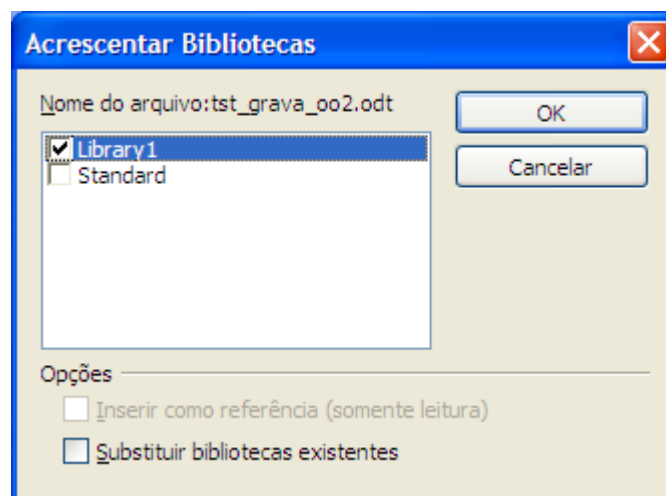 Acrescentar Bibliotecas
Nome do arquivo:tst_grava_oo2.odt
OK
Library1
Cancelar
Standard
Opções
Inserir como referência (somente leitura)
Substituir bibliotecas existentes